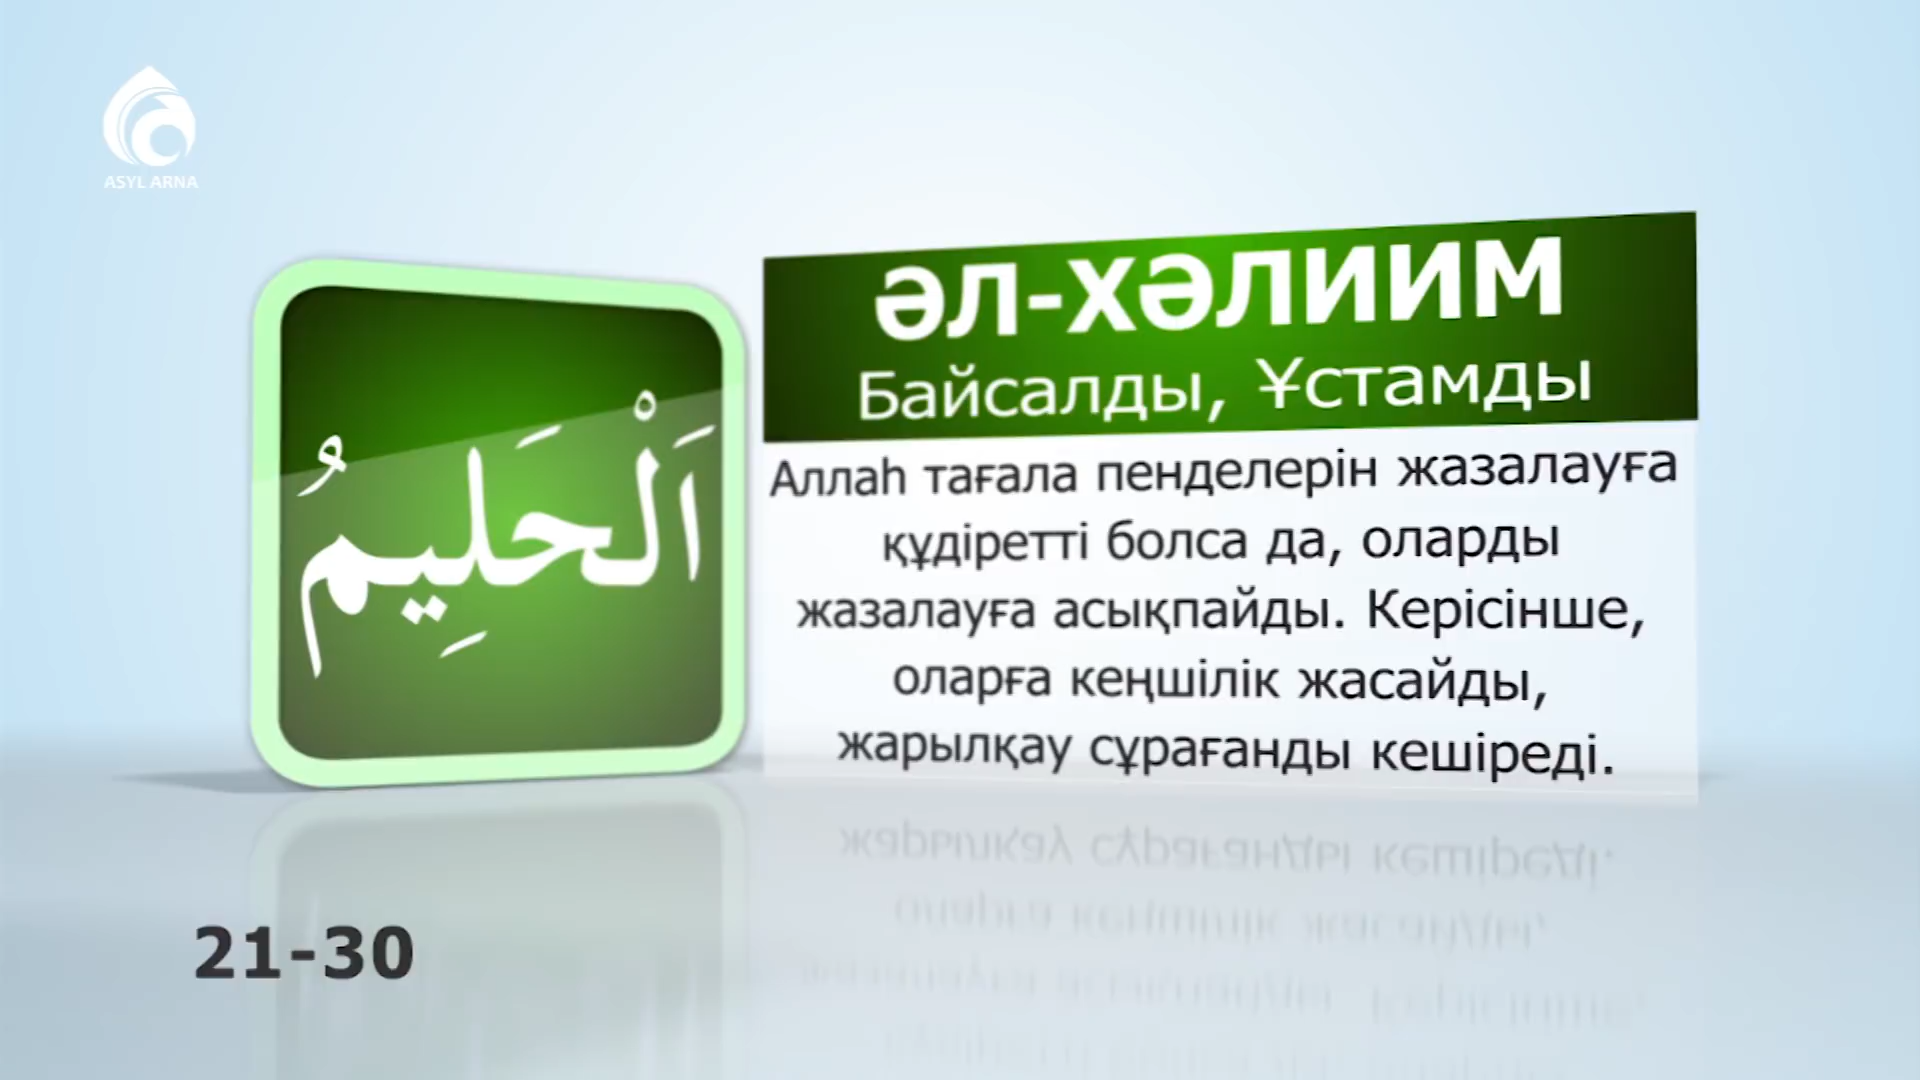 ASYL ARNA
اَلْحَلِيمُ
ӘЛ-ХӘЛИИМ
Байсалды, Ұстамды
Аллаһ тағала пенделерін жазалауға
құдіретті болса да, оларды
жазалауға асықпайды. Керісінше,
оларға кеңшілік жасайды,
жарылқау сұрағанды кешіреді.
21-30